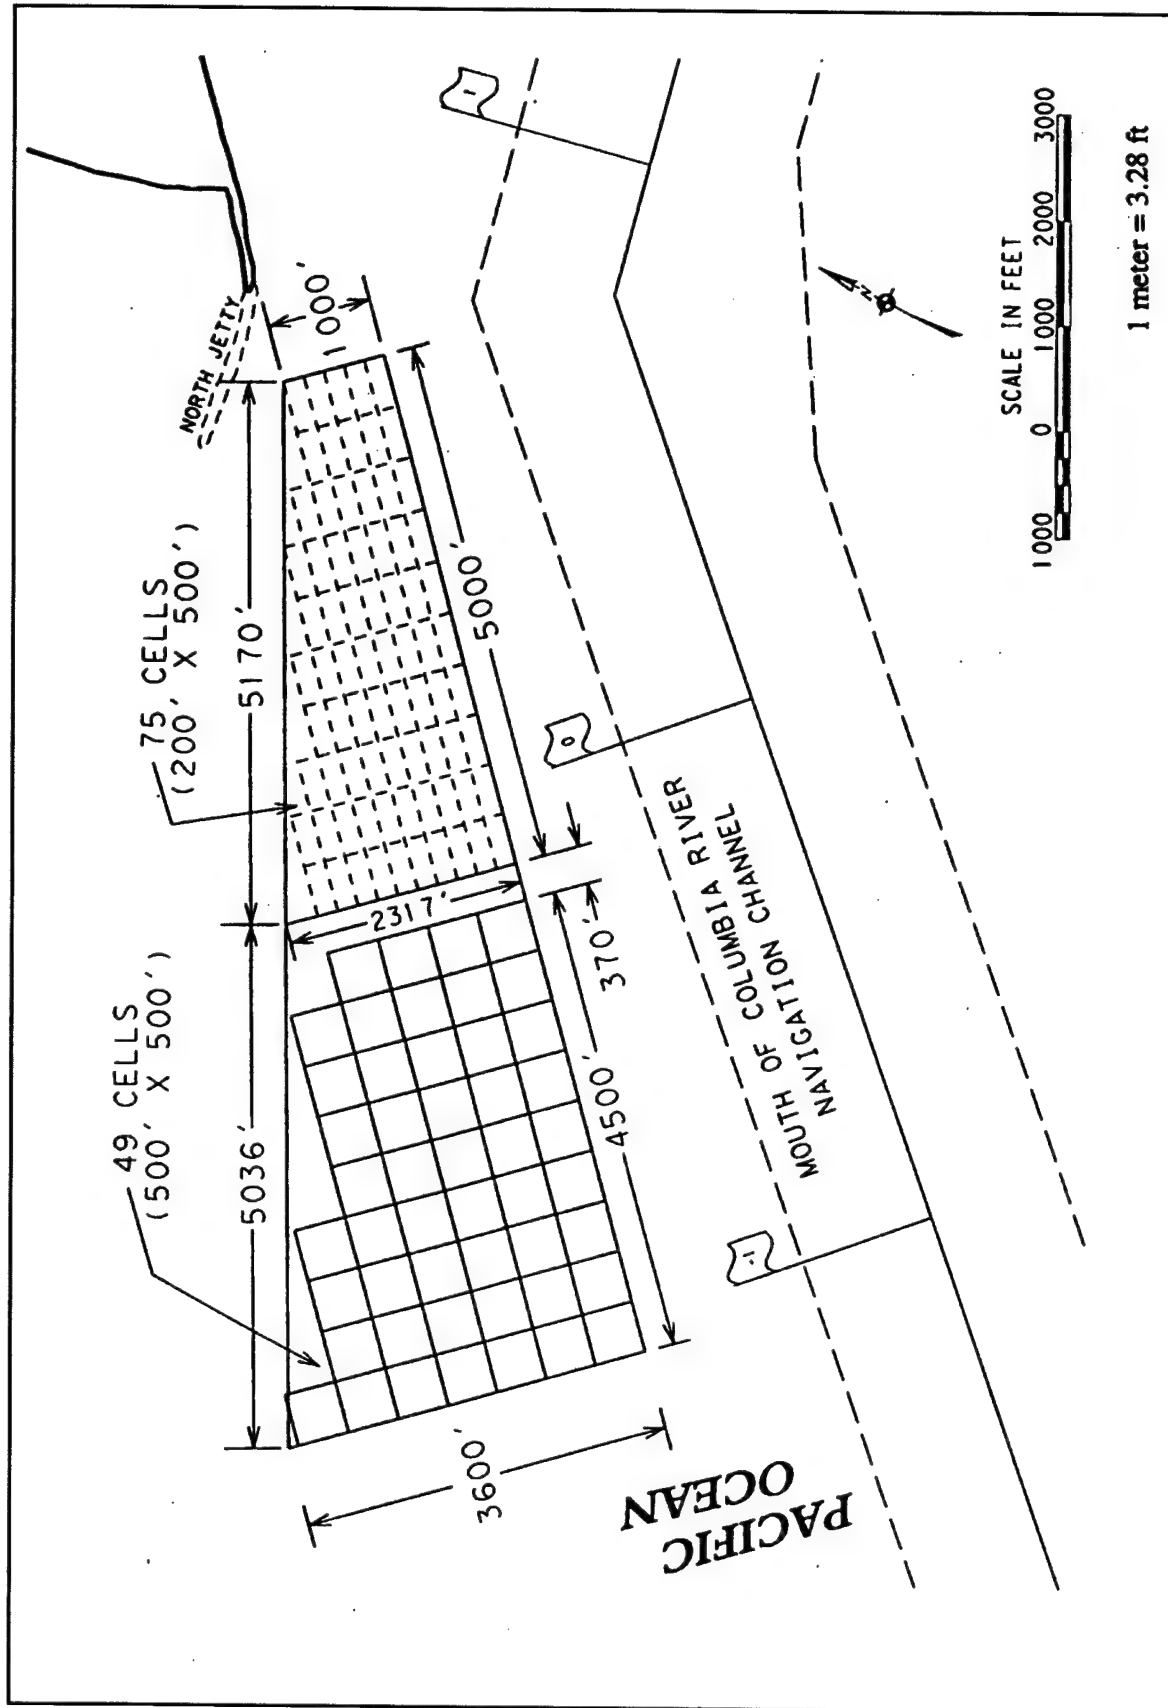 49 CELLS
(500' X 500')
5036'
75 CELLS
(200' X 500')
5170'
NORTH JETTY
1000'
2317'
5000'
370'
4500'
3600'
PACIFIC
OCEAN
MOUTH OF COLUMBIA RIVER
NAVIGATION CHANNEL
-1
0
1
N
SCALE IN FEET
1000 0 1000 2000 3000
1 meter = 3.28 ft